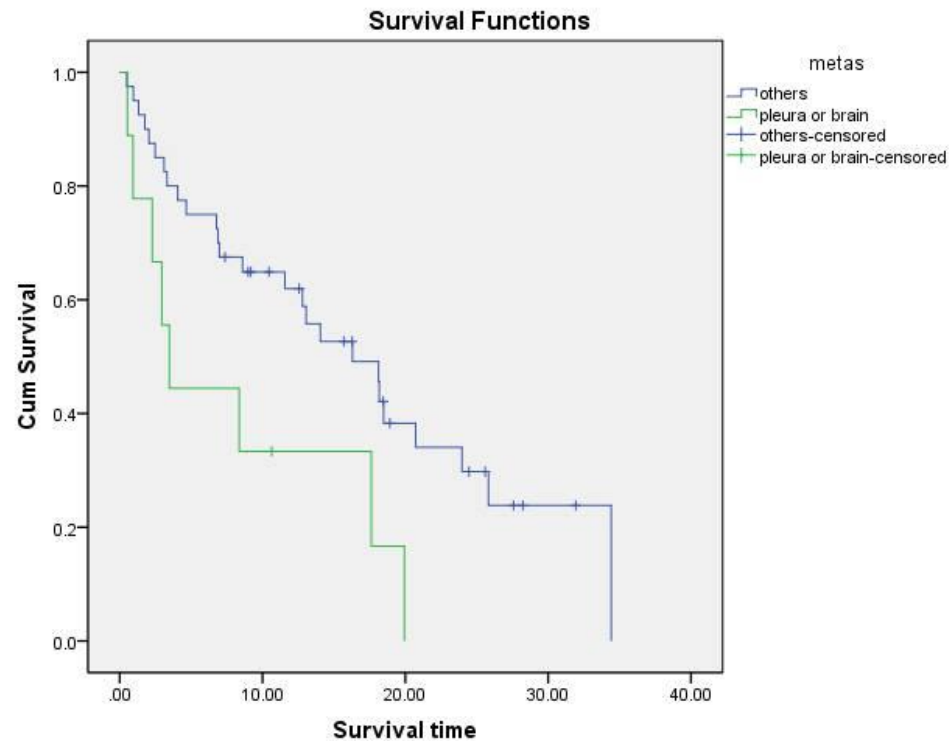 Survival Functions
metas
others
pleura or brain
others-censored
pleura or brain-censored
Cum Survival
1.0
0.8
0.6
0.4
0.2
0.0
.00 10.00 20.00 30.00 40.00
Survival time